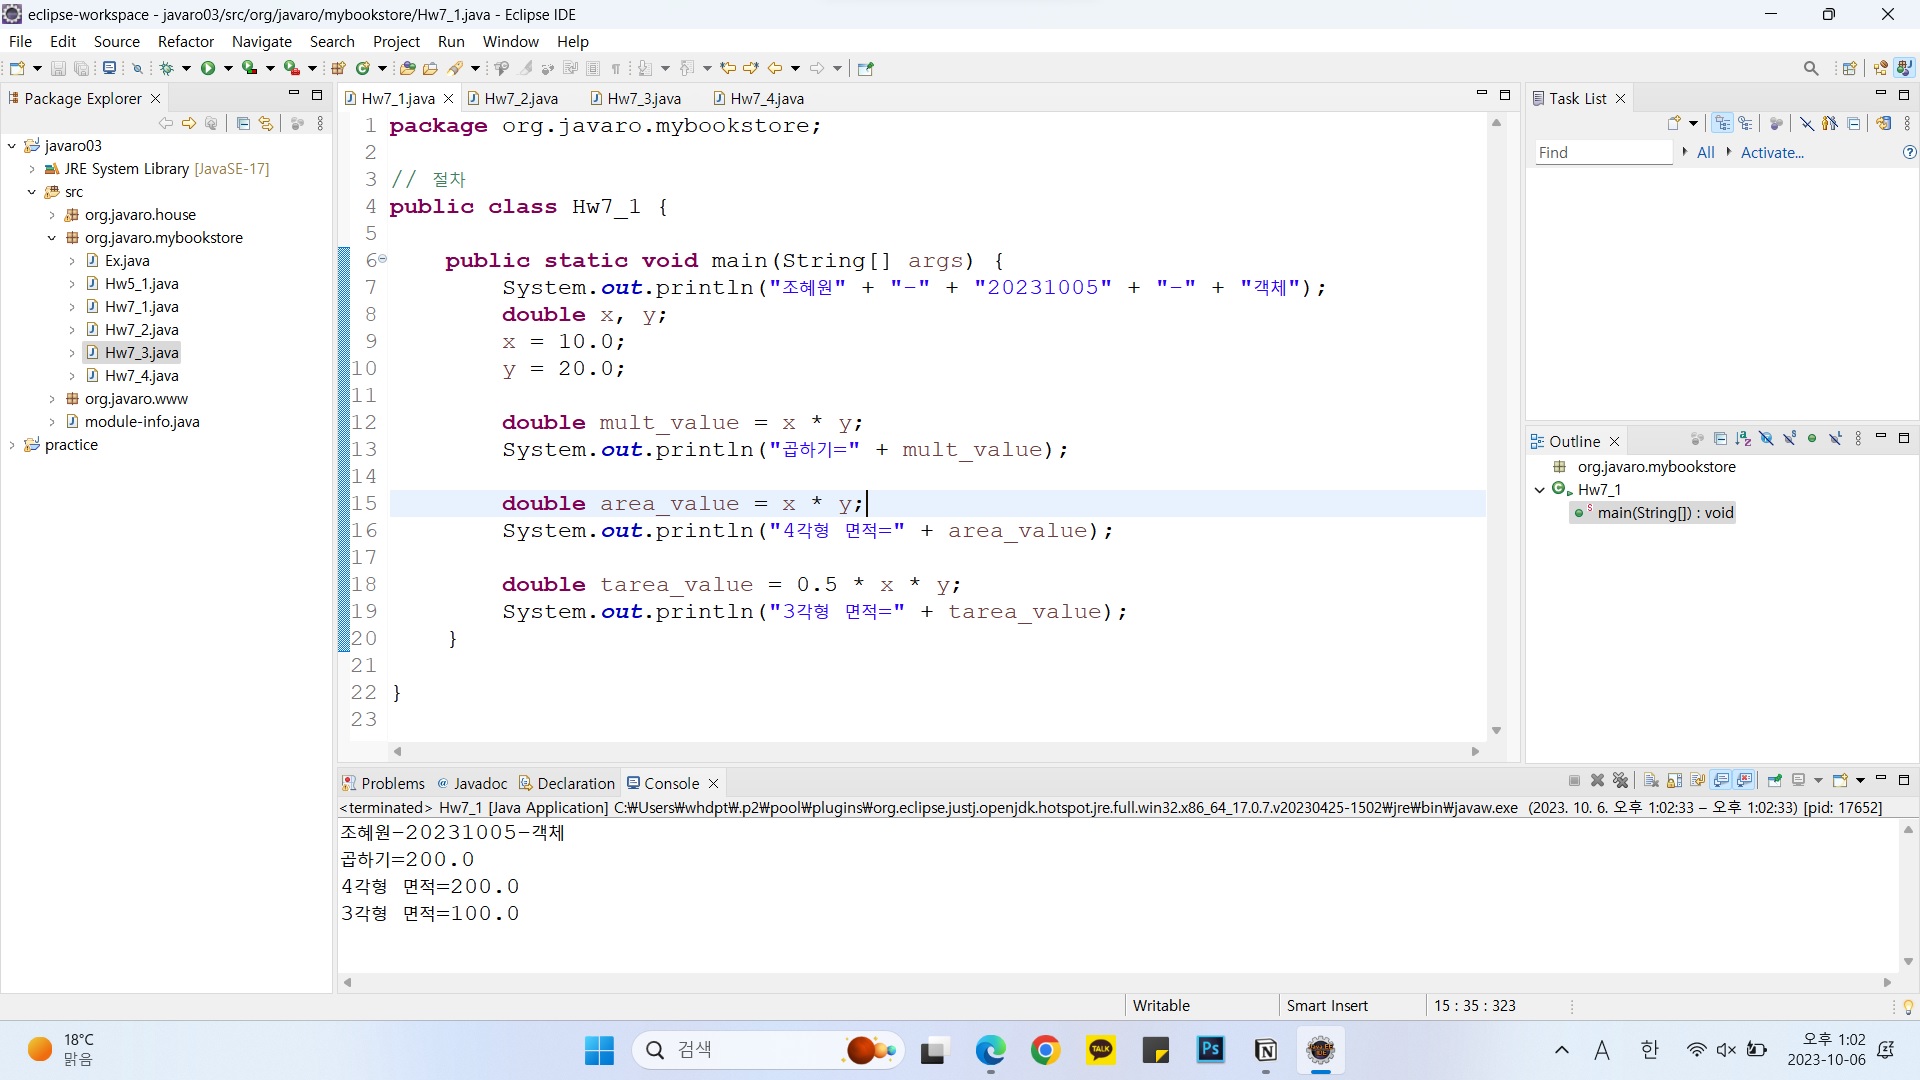 eclipse-workspace - javaro03/src/org/javaro/mybookstore/Hw7_1.java - Eclipse IDE
File Edit Source Refactor Navigate Search Project Run Window Help
Package Explorer
javaro03
JRE System Library [JavaSE-17]
src
org.javaro.house
org.javaro.mybookstore
Ex.java
Hw5_1.java
Hw7_1.java
Hw7_2.java
Hw7_3.java
Hw7_4.java
org.javaro.www
module-info.java
practice
Hw7_1.java Hw7_2.java Hw7_3.java Hw7_4.java
1 package org.javaro.mybookstore;
2
3 // 절차
4 public class Hw7_1 {
5
6 public static void main(String[] args) {
7 System.out.println("조혜원" + "-" + "20231005" + "-" + "객체");
8 double x, y;
9 x = 10.0;
10 y = 20.0;
11
12 double mult_value = x * y;
13 System.out.println("곱하기=" + mult_value);
14
15 double area_value = x * y;
16 System.out.println("4각형 면적=" + area_value);
17
18 double tarea_value = 0.5 * x * y;
19 System.out.println("3각형 면적=" + tarea_value);
20 }
21
22 }
23
Task List
Find All Activate...
Outline
org.javaro.mybookstore
Hw7_1
main(String[]) : void
Problems Javadoc Declaration Console
<terminated> Hw7_1 [Java Application] C:₩Users₩whdpt₩.p2₩pool₩plugins₩org.eclipse.justj.openjdk.hotspot.jre.full.win32.x86_64_17.0.7.v20230425-1502₩jre₩bin₩javaw.exe (2023. 10. 6. 오후 1:02:33 – 오후 1:02:33) [pid: 17652]
조혜원-20231005-객체
곱하기=200.0
4각형 면적=200.0
3각형 면적=100.0
Writable Smart Insert 15 : 35 : 323
18°C
맑음
검색
TALK
Ps
A 한
오후 1:02
2023-10-06